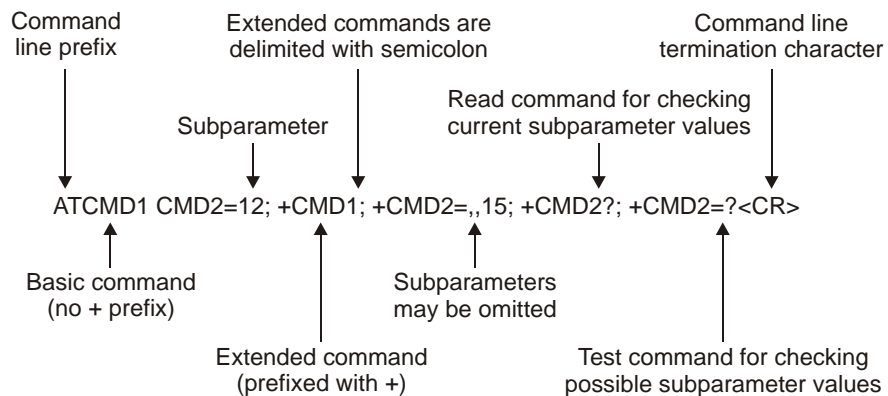 Command
line prefix
Extended commands are
delimited with semicolon
Command line
termination character
Subparameter
Read command for checking
current subparameter values
ATCMD1 CMD2=12; +CMD1; +CMD2=,,15; +CMD2?; +CMD2=?<CR>
Basic command
(no + prefix)
Subparameters
may be omitted
Extended command
(prefixed with +)
Test command for checking
possible subparameter values